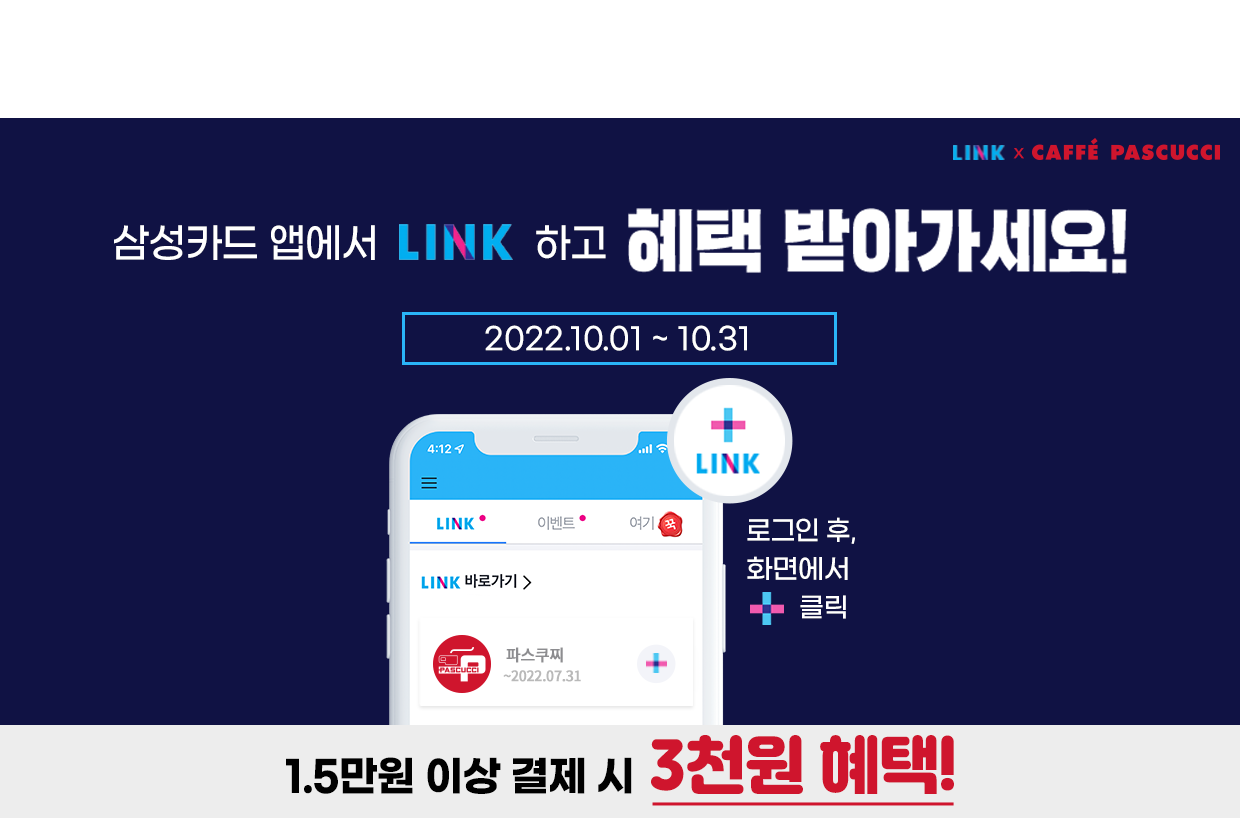 LINK x CAFFÉ PASCUCCI
삼성카드 앱에서 LINK 하고 혜택 받아가세요!
2022.10.01 ~ 10.31
4:12
LINK
LINK 이벤트 여기 꾹
로그인 후,
화면에서
클릭
LINK 바로가기 >
PASCUCCI
파스쿠찌
~2022.07.31
1.5만원 이상 결제 시 3천원 혜택!